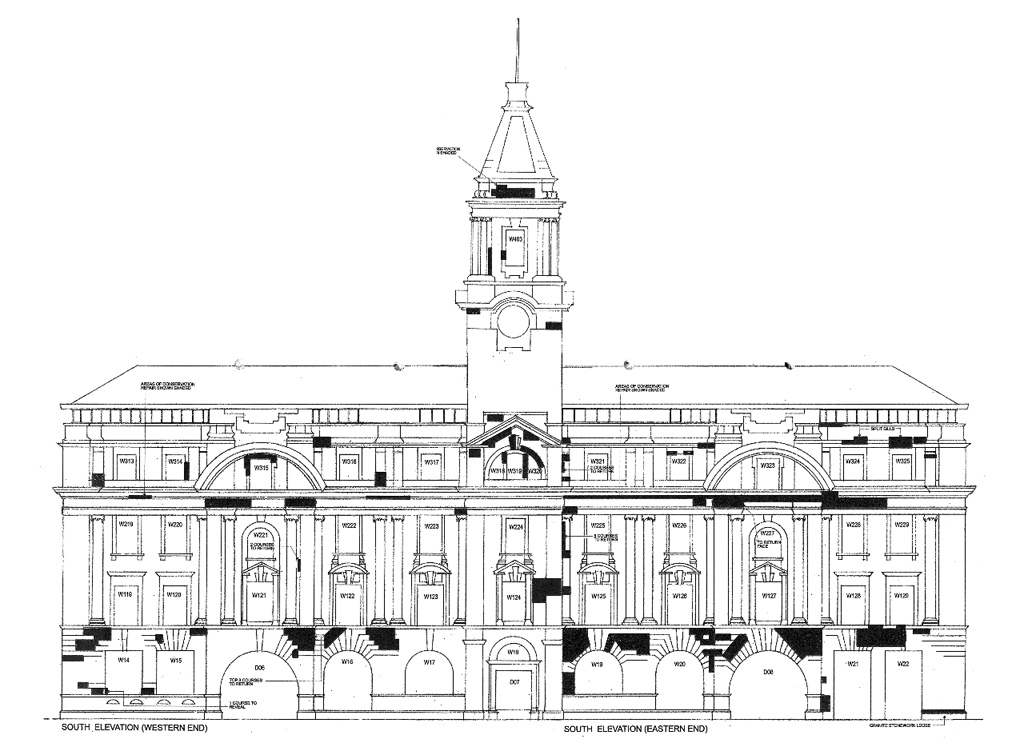 W403
AREAS OF CONSERVATION
REPAIR SHOWN SHADED
AREAS OF CONSERVATION
REPAIR SHOWN SHADED
SPLIT CILLS
W313
W314
W315
W316
W317
W318
W319
W320
W321
2 COURSES
TO RETURN
W322
W323
W324
W325
W219
W220
W221
2 COURSES
TO RETURN
W222
W223
W224
W225
3 COURSES
TO RETURN
W226
W227
TO RETURN
FACE
W228
W229
W119
W120
W121
W122
W123
W124
W125
W126
W127
W128
W129
W14
W15
D06
W16
W17
W18
D07
W19
W20
D08
W21
W22
TOP 3 COURSES
TO RETURN
1 COURSE TO
REVEAL
GRANITE STONEWORK LOOSE
SOUTH ELEVATION (WESTERN END)
SOUTH ELEVATION (EASTERN END)